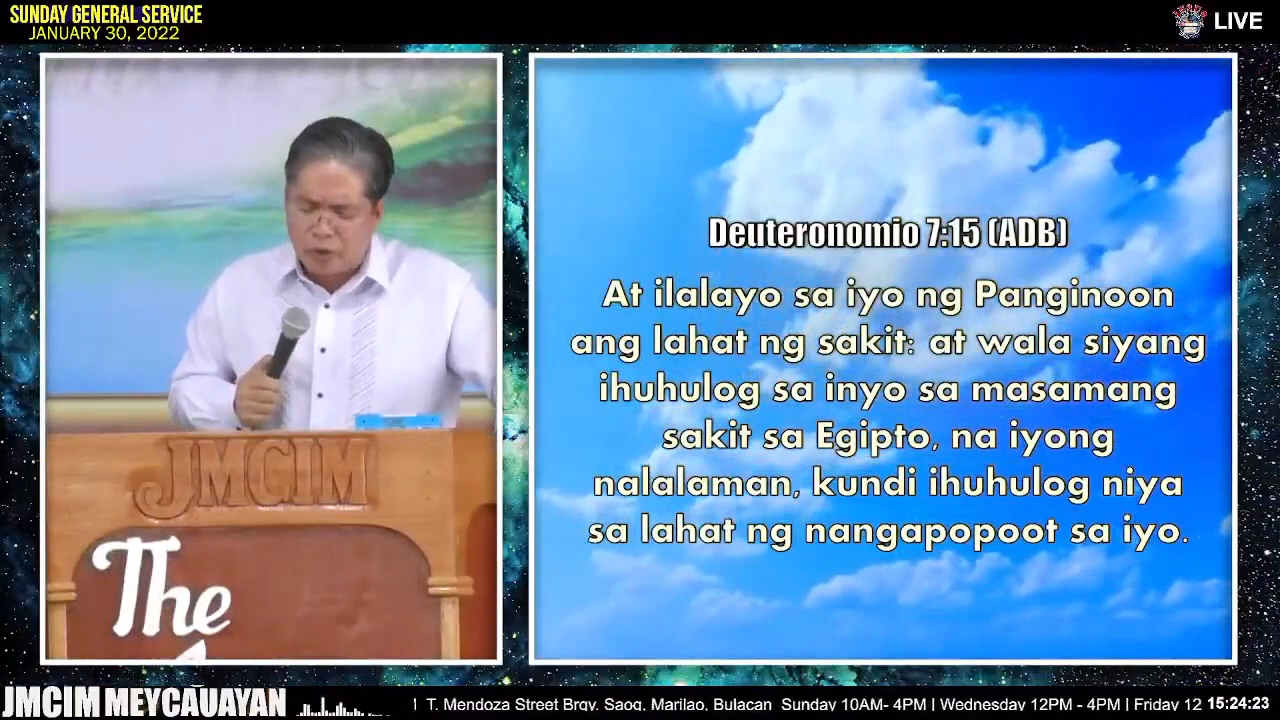 SUNDAY GENERAL SERVICE
JANUARY 30, 2022
LIVE
Deuteronomio 7:15 (ADB)
At ilalayo sa iyo ng Panginoon
ang lahat ng sakit: at wala siyang
ihuhulog sa inyo sa masamang
sakit sa Egipto, na iyong
nalalaman, kundi ihuhulog niya
sa lahat ng nangapopoot sa iyo.
JMCIM
The
JMCIM MEYCAUAYAN
T. Mendoza Street Brgy. Saog, Marilao, Bulacan Sunday 10AM- 4PM | Wednesday 12PM - 4PM | Friday 12
15:24:23